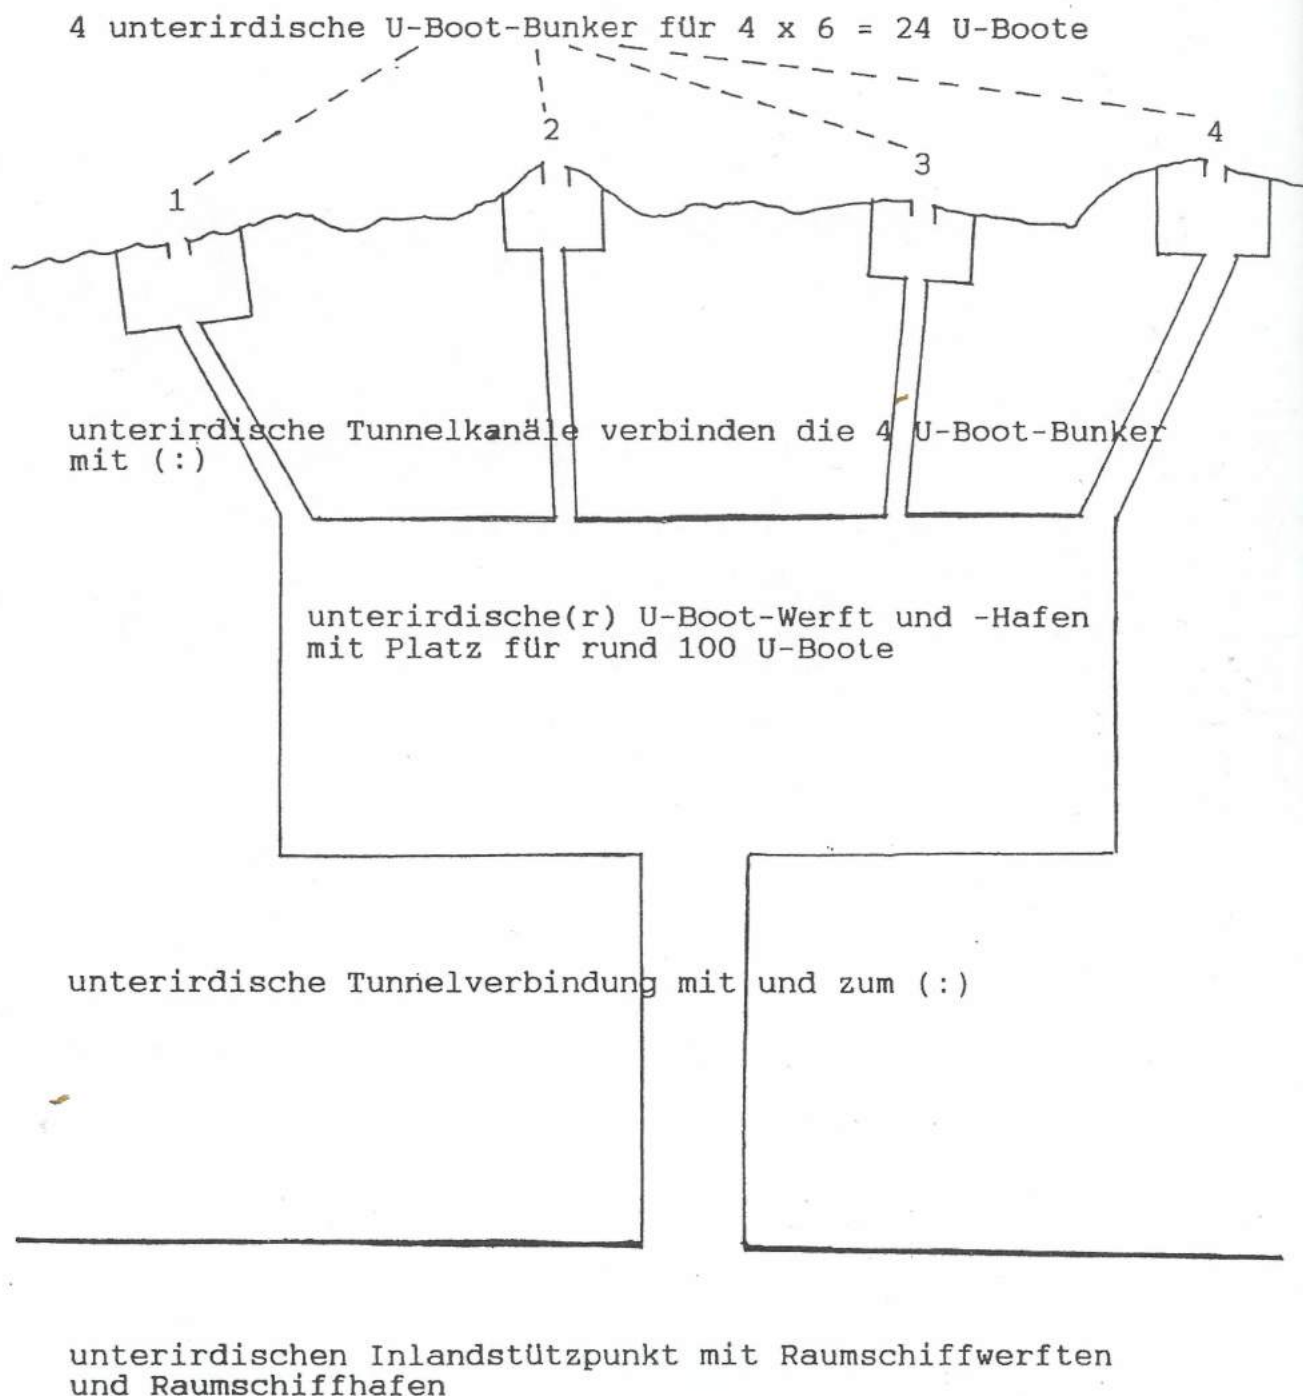 4 unterirdische U-Boot-Bunker für 4 x 6 = 24 U-Boote
2
4
3
1
unterirdische Tunnelkanäle verbinden die 4 U-Boot-Bunker
mit (:)
unterirdische(r) U-Boot-Werft und -Hafen
mit Platz für rund 100 U-Boote
unterirdische Tunnelverbindung mit und zum (:)
unterirdischen Inlandstützpunkt mit Raumschiffwerften
und Raumschiffhafen